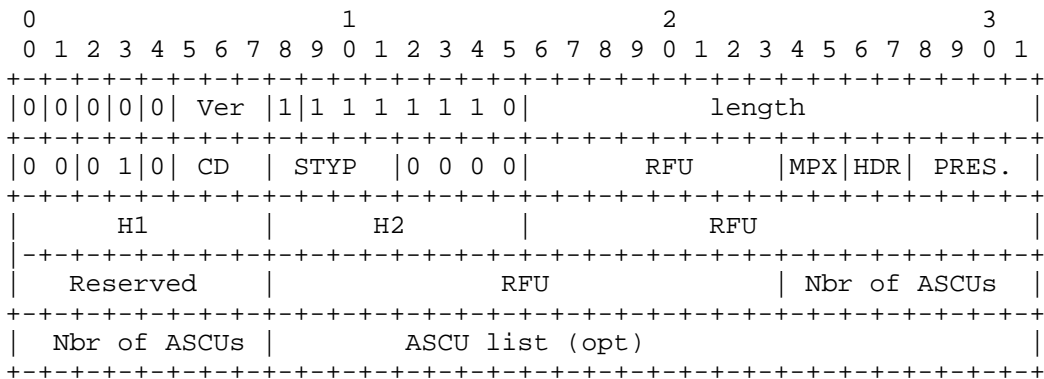 0                   1                   2                   3
 0 1 2 3 4 5 6 7 8 9 0 1 2 3 4 5 6 7 8 9 0 1 2 3 4 5 6 7 8 9 0 1
+-+-+-+-+-+-+-+-+-+-+-+-+-+-+-+-+-+-+-+-+-+-+-+-+-+-+-+-+-+-+-+-+
|0|0|0|0|0| Ver |1|1 1 1 1 1 1 0|           length              |
+-+-+-+-+-+-+-+-+-+-+-+-+-+-+-+-+-+-+-+-+-+-+-+-+-+-+-+-+-+-+-+-+
|0 0|0 1|0| CD  | STYP  |0 0 0 0|       RFU     |MPX|HDR| PRES. |
+-+-+-+-+-+-+-+-+-+-+-+-+-+-+-+-+-+-+-+-+-+-+-+-+-+-+-+-+-+-+-+-+
|      H1       |      H2       |           RFU                 |
|-+-+-+-+-+-+-+-+-+-+-+-+-+-+-+-+-+-+-+-+-+-+-+-+-+-+-+-+-+-+-+-+
|   Reserved    |              RFU              | Nbr of ASCUs  |
+-+-+-+-+-+-+-+-+-+-+-+-+-+-+-+-+-+-+-+-+-+-+-+-+-+-+-+-+-+-+-+-+
|  Nbr of ASCUs |        ASCU list (opt)                        |
+-+-+-+-+-+-+-+-+-+-+-+-+-+-+-+-+-+-+-+-+-+-+-+-+-+-+-+-+-+-+-+-+